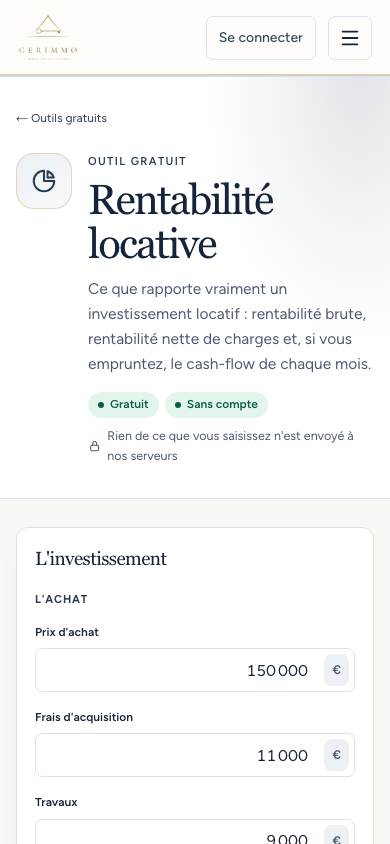 GERIMMO
Se connecter
← Outils gratuits
OUTIL GRATUIT
Rentabilité
locative
Ce que rapporte vraiment un
investissement locatif : rentabilité brute,
rentabilité nette de charges et, si vous
empruntez, le cash-flow de chaque mois.
Gratuit
Sans compte
Rien de ce que vous saisissez n'est envoyé à
nos serveurs
L'investissement
L'ACHAT
Prix d'achat
150 000 €
Frais d'acquisition
11 000 €
Travaux
9 000 €